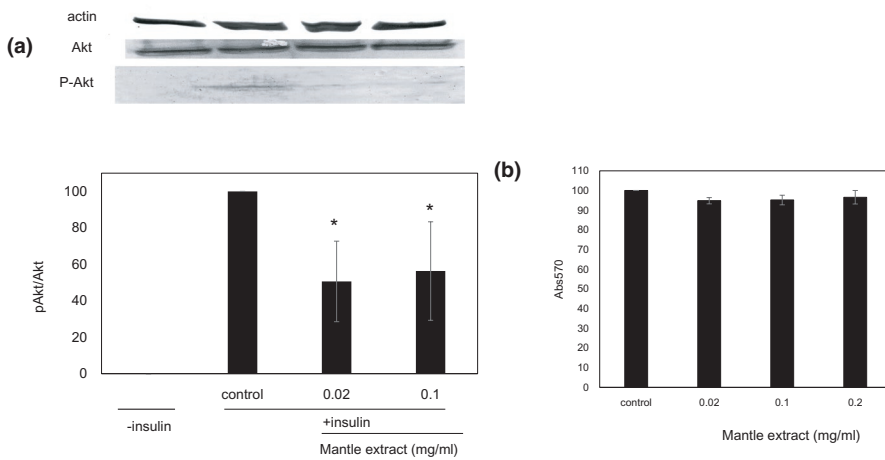 (a)
actin
Akt
P-Akt
pAkt/Akt
100
80
60
40
20
0
*
*
control
0.02
0.1
-insulin
+insulin
Mantle extract (mg/ml)
(b)
Abs570
110
100
90
80
70
60
50
40
30
20
10
0
control
0.02
0.1
0.2
Mantle extract (mg/ml)